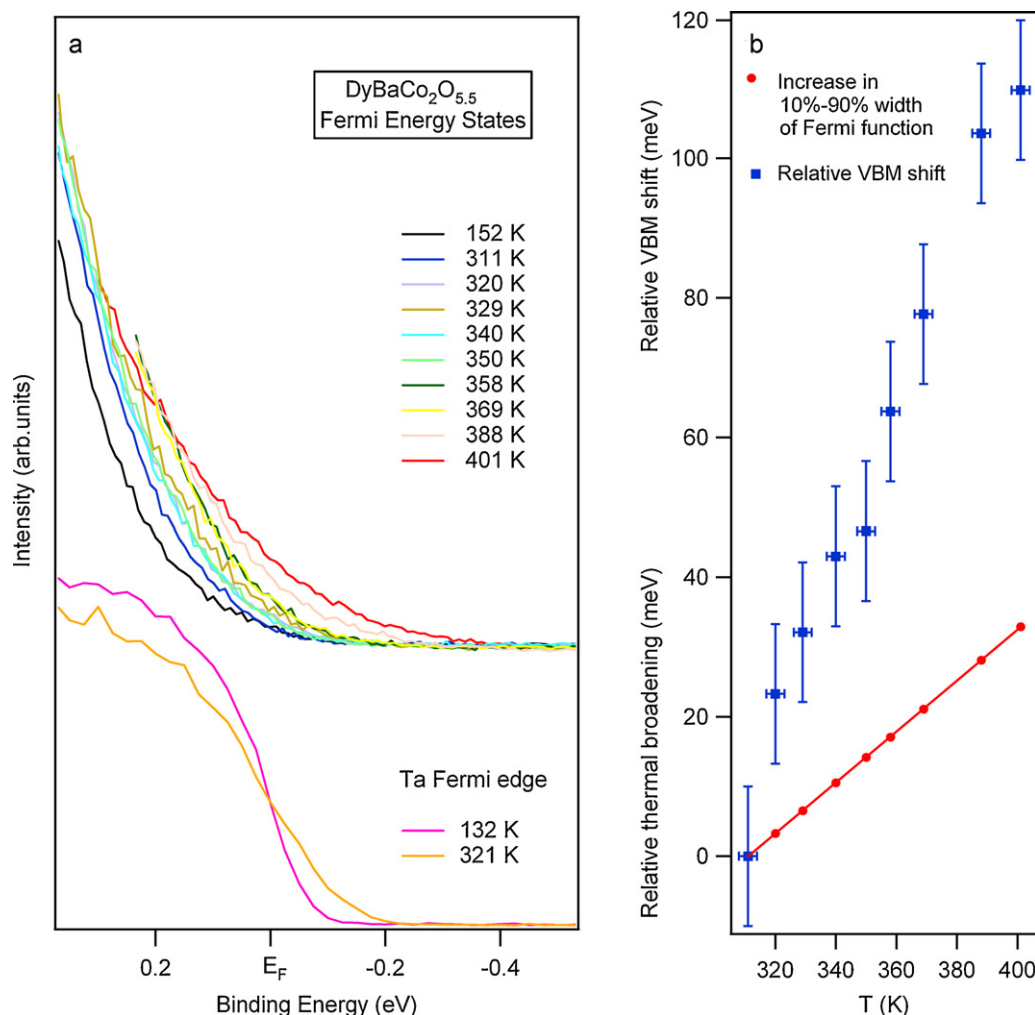 a
DyBaCo₂O₅.₅
Fermi Energy States
152 K
311 K
320 K
329 K
340 K
350 K
358 K
369 K
388 K
401 K
Ta Fermi edge
132 K
321 K
Intensity (arb.units)
0.2
E_F
-0.2
-0.4
Binding Energy (eV)
b
Increase in
10%-90% width
of Fermi function
Relative VBM shift
120
100
80
60
40
20
0
Relative VBM shift (meV)
Relative thermal broadening (meV)
320
340
360
380
400
T (K)